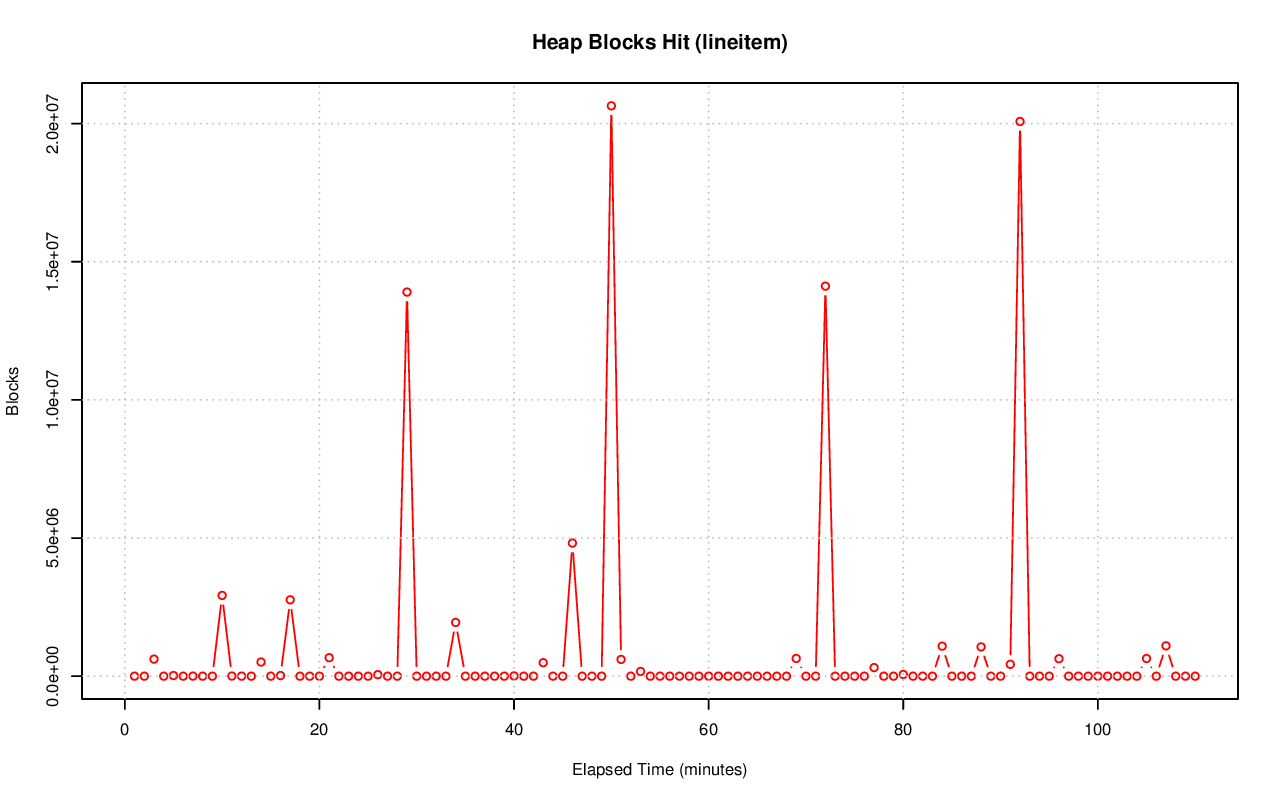 Heap Blocks Hit (lineitem)
Blocks
2.0e+07
1.5e+07
1.0e+07
5.0e+06
0.0e+00
0 20 40 60 80 100
Elapsed Time (minutes)